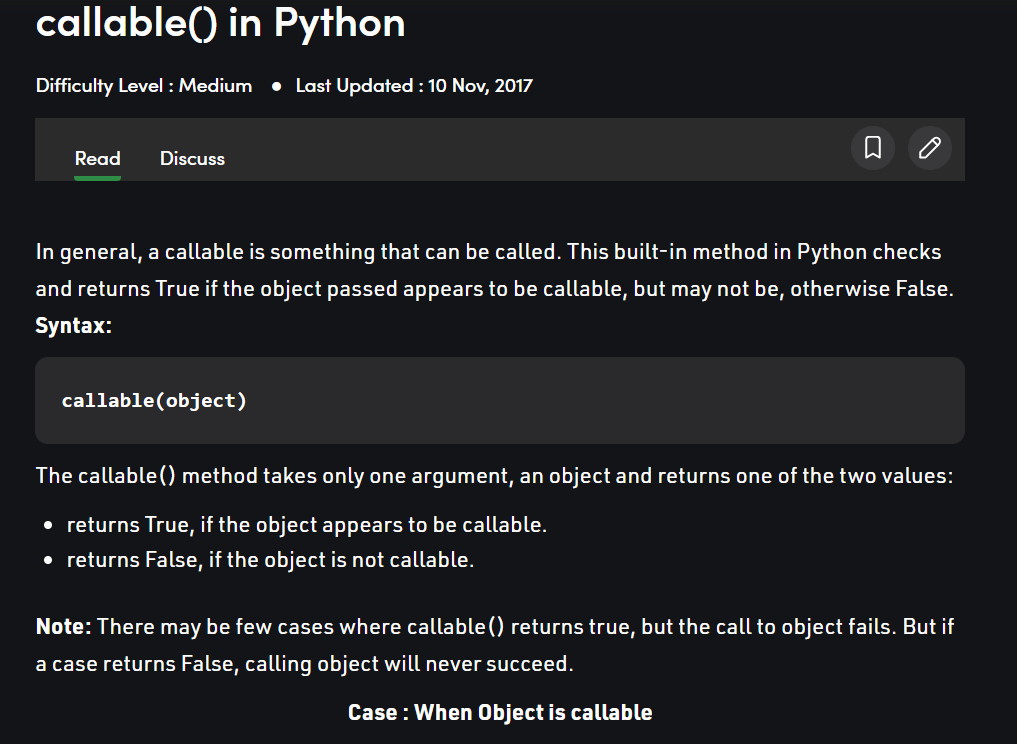 callable() in Python
Difficulty Level : Medium ● Last Updated : 10 Nov, 2017
Read Discuss
In general, a callable is something that can be called. This built-in method in Python checks
and returns True if the object passed appears to be callable, but may not be, otherwise False.
Syntax:
callable(object)
The callable() method takes only one argument, an object and returns one of the two values:
• returns True, if the object appears to be callable.
• returns False, if the object is not callable.
Note: There may be few cases where callable() returns true, but the call to object fails. But if
a case returns False, calling object will never succeed.
Case : When Object is callable